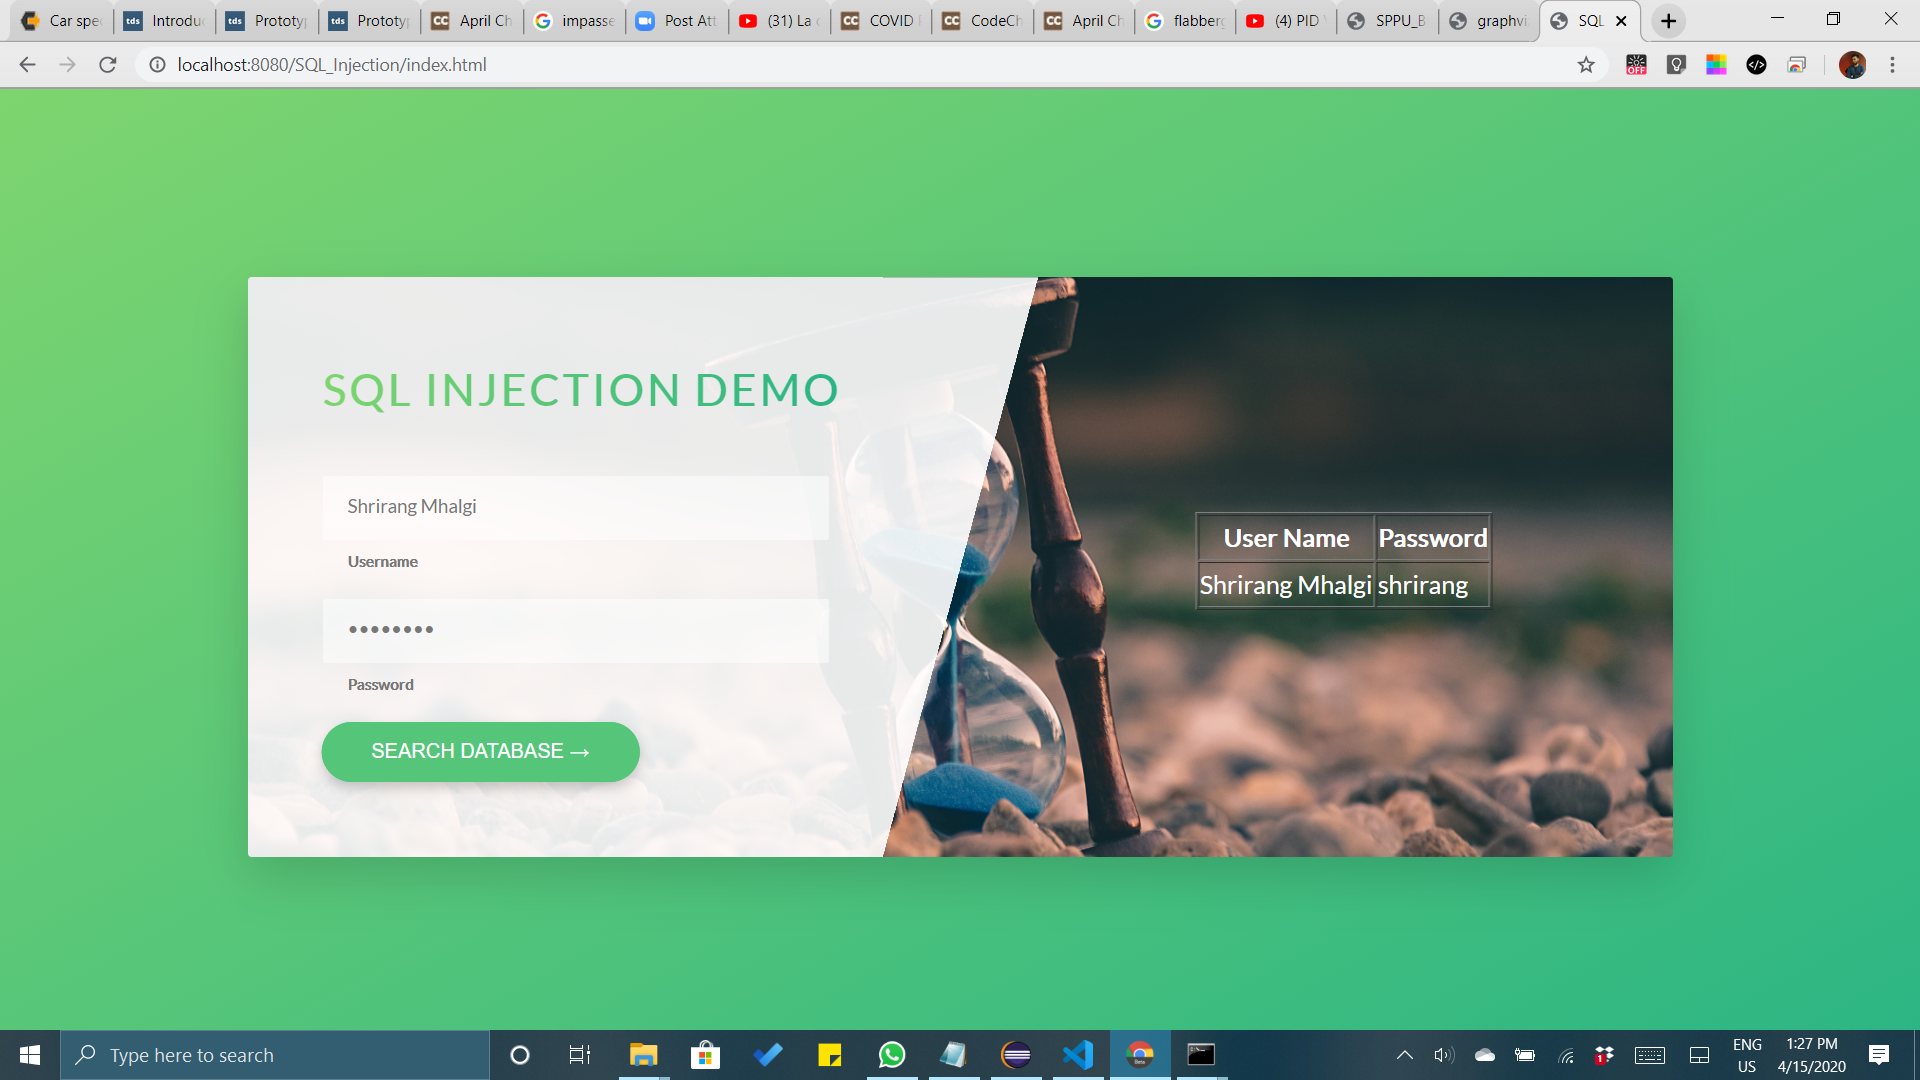 Car spe
Introdu
Prototy
Prototy
April Ch
impasse
Post Att
(31) La
COVID
CodeCh
April Ch
flabber
(4) PID
SPPU_B
graphvi
SQL
localhost:8080/SQL_Injection/index.html
OFF
SQL INJECTION DEMO
Shrirang Mhalgi
Username
••••••••
Password
SEARCH DATABASE →
User Name Password
Shrirang Mhalgi shrirang
Type here to search
1
ENG
US
1:27 PM
4/15/2020